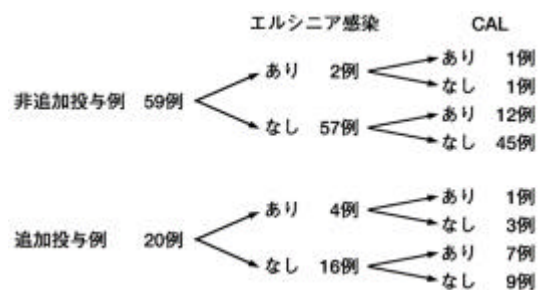 エルシニア感染 CAL
あり 1例
あり 2例
なし 1例
非追加投与例 59例
あり 12例
なし 57例
なし 45例
あり 1例
あり 4例
なし 3例
追加投与例 20例
あり 7例
なし 16例
なし 9例